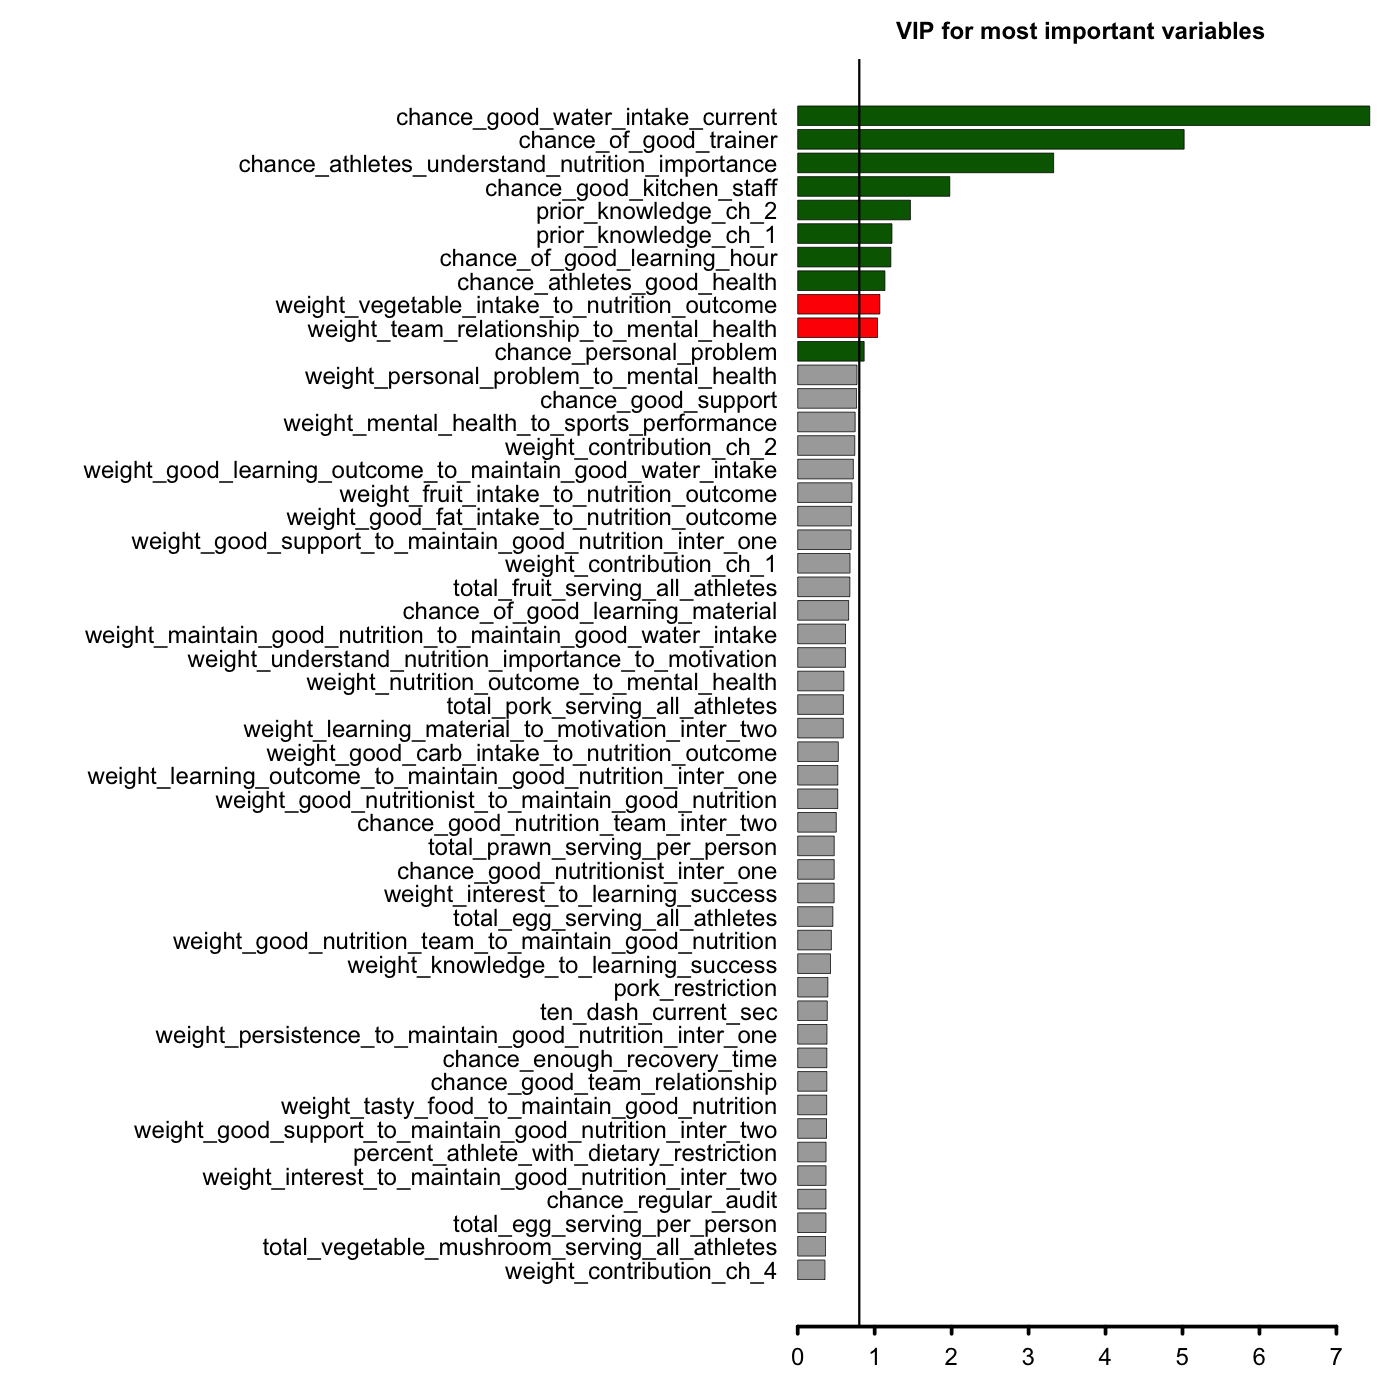 VIP for most important variables
chance_good_water_intake_current
chance_of_good_trainer
chance_athletes_understand_nutrition_importance
chance_good_kitchen_staff
prior_knowledge_ch_2
prior_knowledge_ch_1
chance_of_good_learning_hour
chance_athletes_good_health
weight_vegetable_intake_to_nutrition_outcome
weight_team_relationship_to_mental_health
chance_personal_problem
weight_personal_problem_to_mental_health
chance_good_support
weight_mental_health_to_sports_performance
weight_contribution_ch_2
weight_good_learning_outcome_to_maintain_good_water_intake
weight_fruit_intake_to_nutrition_outcome
weight_good_fat_intake_to_nutrition_outcome
weight_good_support_to_maintain_good_nutrition_inter_one
weight_contribution_ch_1
total_fruit_serving_all_athletes
chance_of_good_learning_material
weight_maintain_good_nutrition_to_maintain_good_water_intake
weight_understand_nutrition_importance_to_motivation
weight_nutrition_outcome_to_mental_health
total_pork_serving_all_athletes
weight_learning_material_to_motivation_inter_two
weight_good_carb_intake_to_nutrition_outcome
weight_learning_outcome_to_maintain_good_nutrition_inter_one
weight_good_nutritionist_to_maintain_good_nutrition
chance_good_nutrition_team_inter_two
total_prawn_serving_per_person
chance_good_nutritionist_inter_one
weight_interest_to_learning_success
total_egg_serving_all_athletes
weight_good_nutrition_team_to_maintain_good_nutrition
weight_knowledge_to_learning_success
pork_restriction
ten_dash_current_sec
weight_persistence_to_maintain_good_nutrition_inter_one
chance_enough_recovery_time
chance_good_team_relationship
weight_tasty_food_to_maintain_good_nutrition
weight_good_support_to_maintain_good_nutrition_inter_two
percent_athlete_with_dietary_restriction
weight_interest_to_maintain_good_nutrition_inter_two
chance_regular_audit
total_egg_serving_per_person
total_vegetable_mushroom_serving_all_athletes
weight_contribution_ch_4
0 1 2 3 4 5 6 7